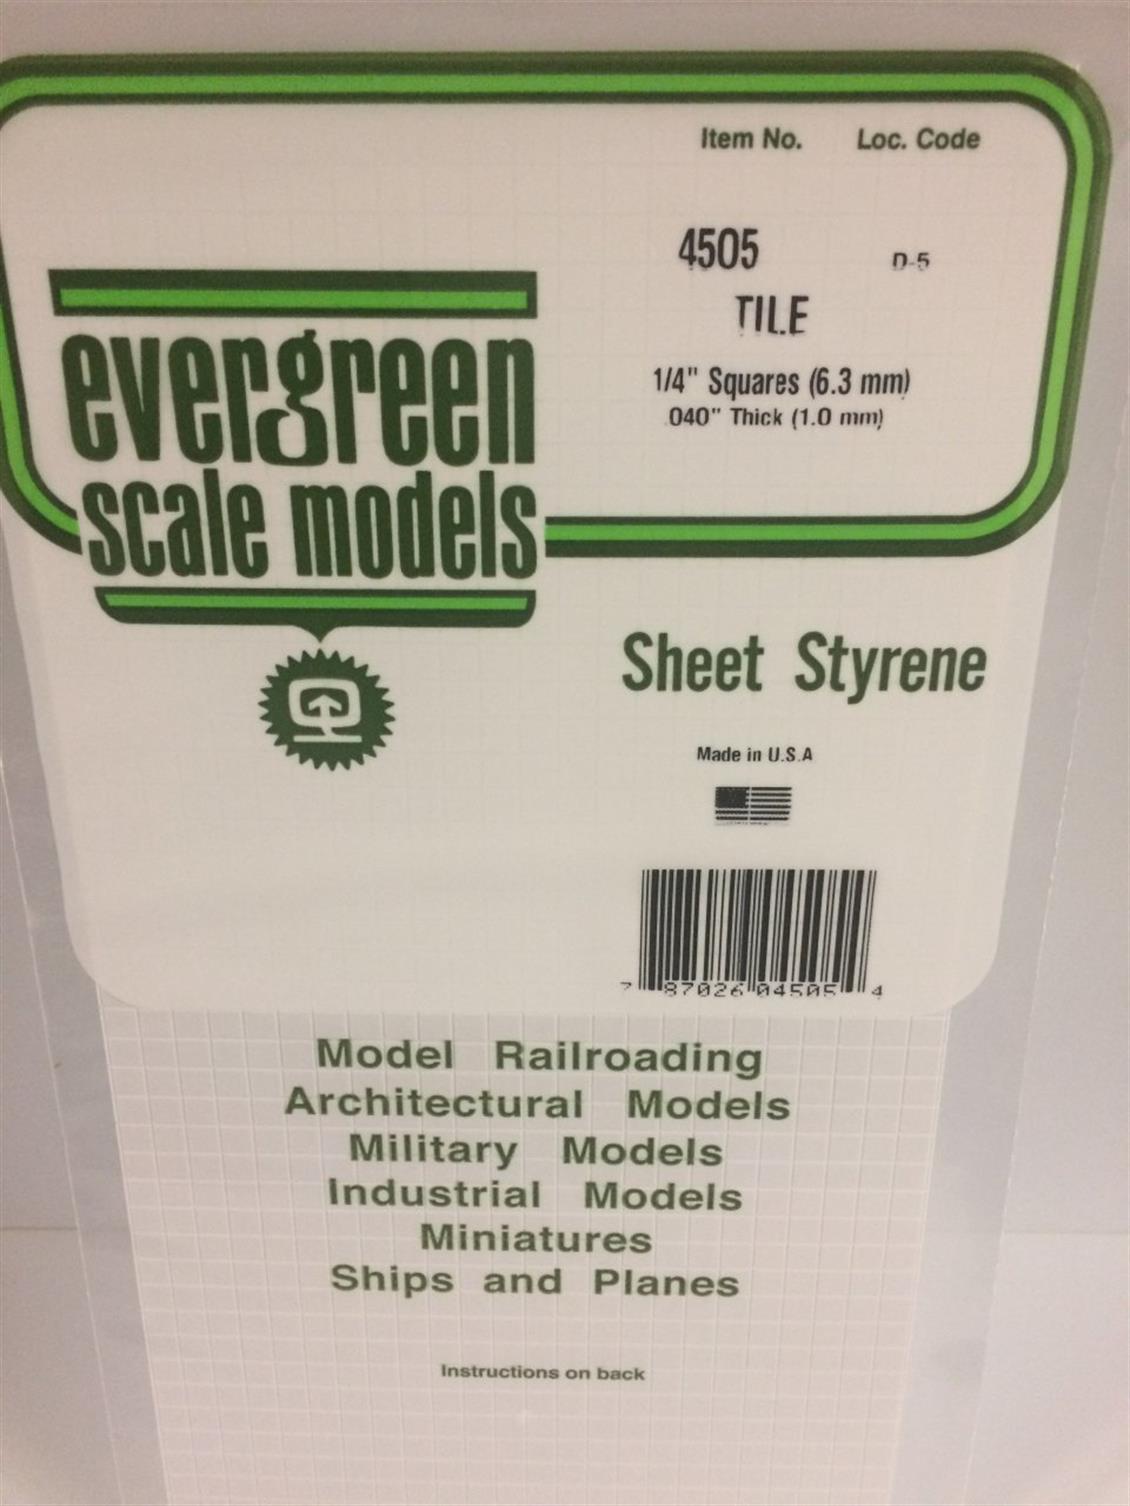 Item No. Loc. Code
4505 D-5
TILE
1/4" Squares (6.3 mm)
.040" Thick (1.0 mm)
evergreen
scale models
Sheet Styrene
Made in U.S.A
7 87026 04505 4
Model Railroading
Architectural Models
Military Models
Industrial Models
Miniatures
Ships and Planes
Instructions on back